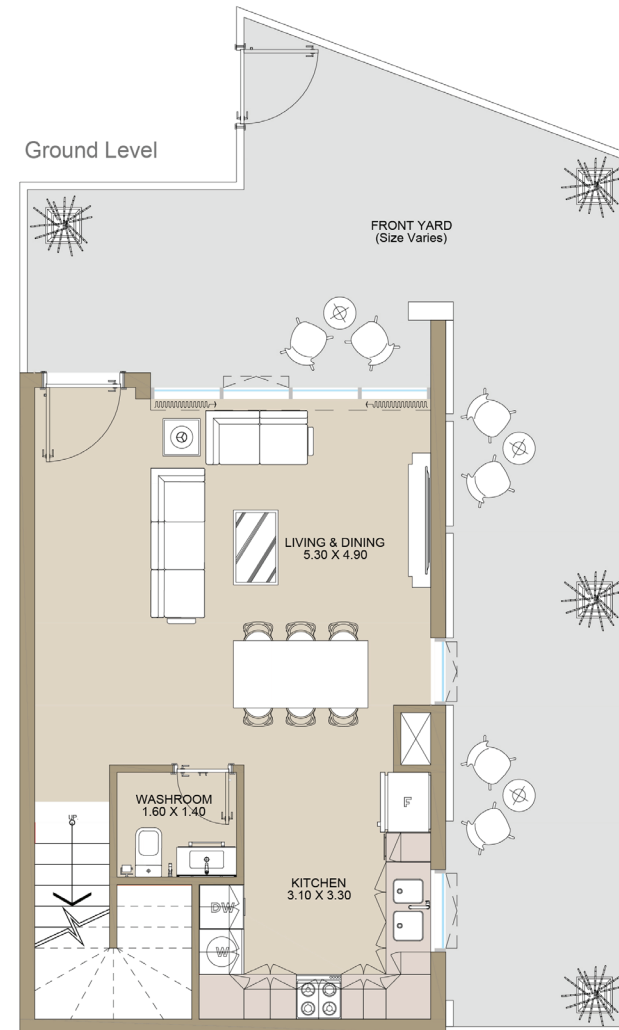 Ground Level
FRONT YARD
(Size Varies)
LIVING & DINING
5.30 X 4.90
WASHROOM
1.60 X 1.40
UP
F
KITCHEN
3.10 X 3.30
DW
W